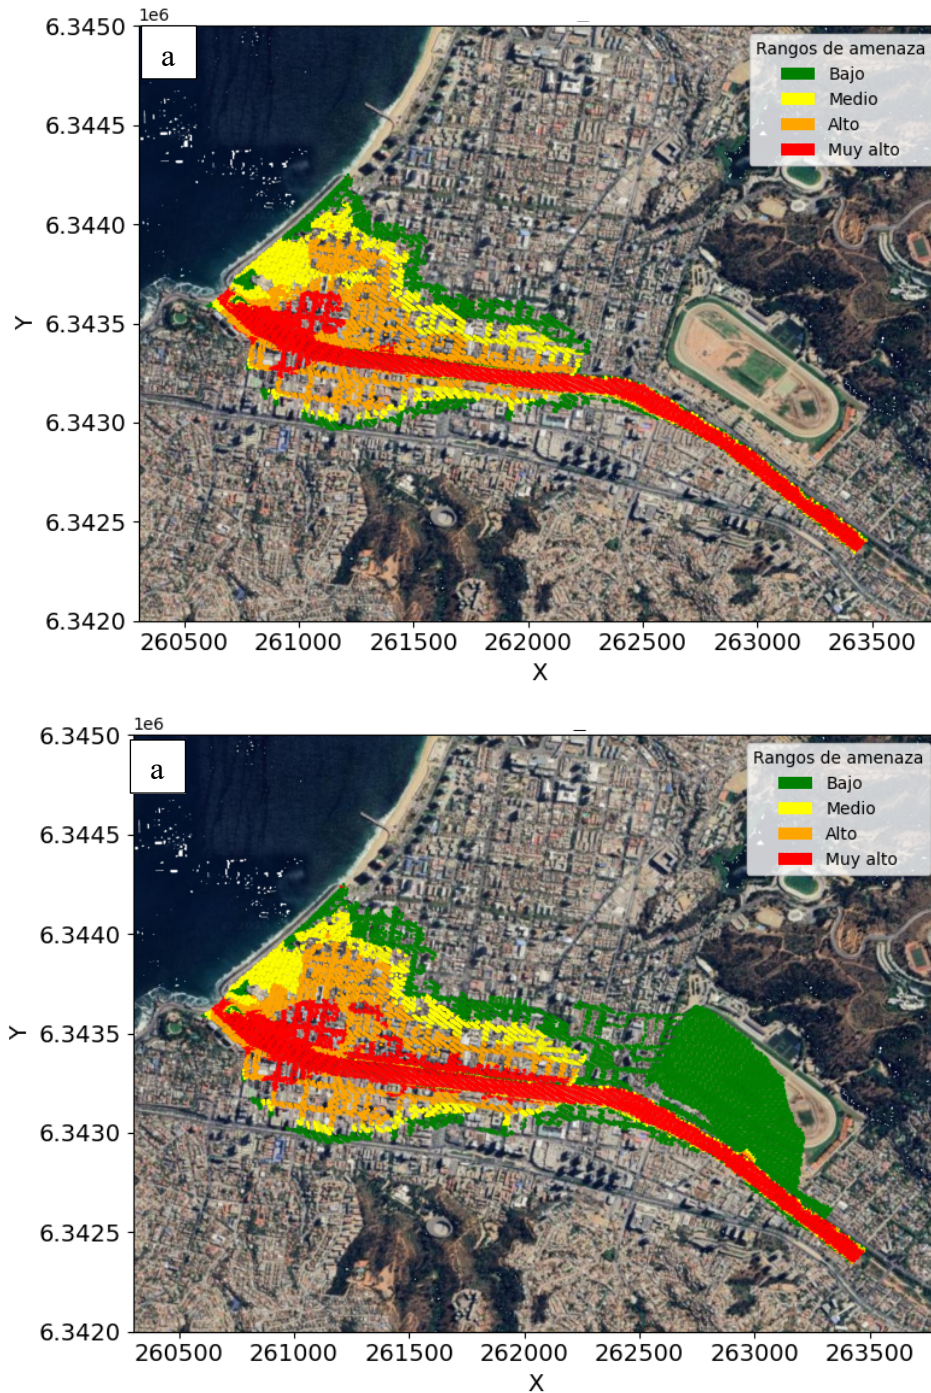 1e6
a
Rangos de amenaza
Bajo
Medio
Alto
Muy alto
6.3450
6.3445
6.3440
6.3435
6.3430
6.3425
6.3420
Y
260500 261000 261500 262000 262500 263000 263500
X
1e6
a
Rangos de amenaza
Bajo
Medio
Alto
Muy alto
6.3450
6.3445
6.3440
6.3435
6.3430
6.3425
6.3420
Y
260500 261000 261500 262000 262500 263000 263500
X